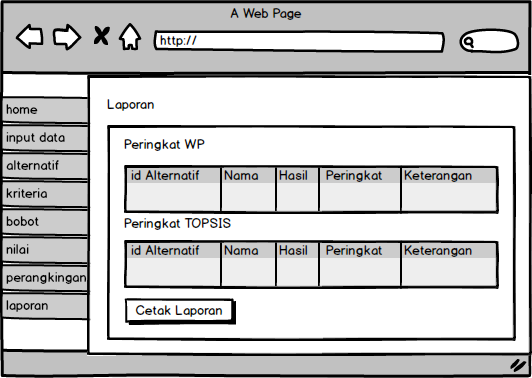 A Web Page
http://
home
input data
alternatif
kriteria
bobot
nilai
perangkingan
laporan
Laporan
Peringkat WP
id Alternatif Nama Hasil Peringkat Keterangan
Peringkat TOPSIS
id Alternatif Nama Hasil Peringkat Keterangan
Cetak Laporan